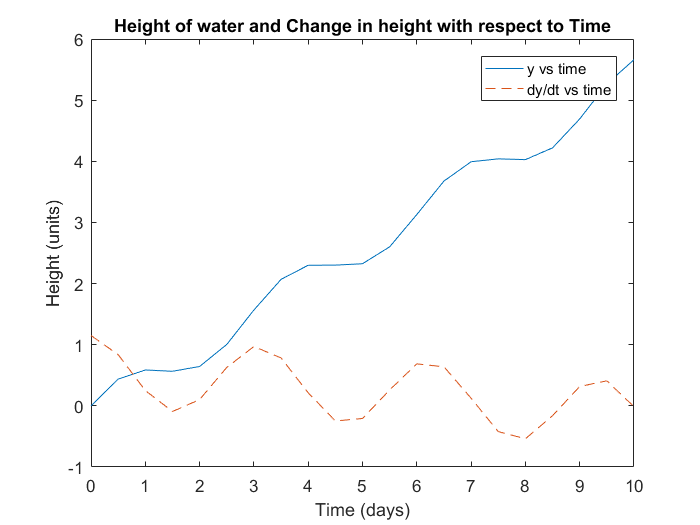 Height of water and Change in height with respect to Time
y vs time
dy/dt vs time
Height (units)
6
5
4
3
2
1
0
-1
0 1 2 3 4 5 6 7 8 9 10
Time (days)